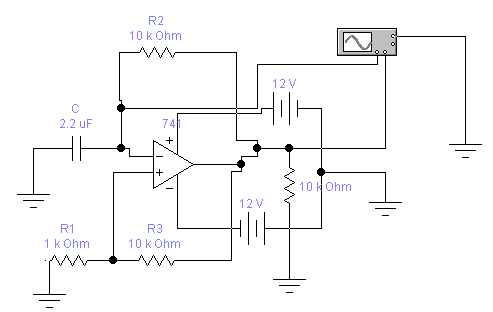 R2
10 k Ohm
12 V
C
2.2 uF
741
+
−
+
−
10 k Ohm
12 V
R1
1 k Ohm
R3
10 k Ohm